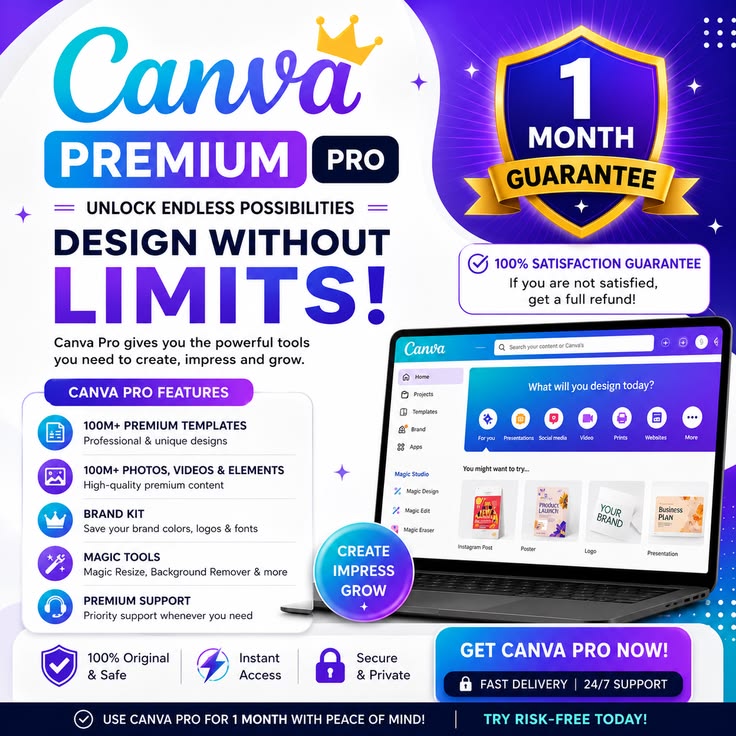 Canva
PREMIUM PRO
UNLOCK ENDLESS POSSIBILITIES
DESIGN WITHOUT
LIMITS!
Canva Pro gives you the powerful tools
you need to create, impress and grow.
1
MONTH
GUARANTEE
100% SATISFACTION GUARANTEE
If you are not satisfied,
get a full refund!
CANVA PRO FEATURES
100M+ PREMIUM TEMPLATES
Professional & unique designs
100M+ PHOTOS, VIDEOS & ELEMENTS
High-quality premium content
BRAND KIT
Save your brand colors, logos & fonts
MAGIC TOOLS
Magic Resize, Background Remover & more
PREMIUM SUPPORT
Priority support whenever you need
Canva
Search your content or Canva's
Home
Projects
Templates
Brand
Apps
Magic Studio
Magic Design
Magic Edit
Magic Eraser
What will you design today?
For you
Presentations
Social media
Video
Prints
Websites
More
You might want to try...
PRODUCT
LAUNCH
YOUR
BRAND
Business
PLAN
Instagram Post
Poster
Logo
Presentation
CREATE
IMPRESS
GROW
100% Original
& Safe
Instant
Access
Secure
& Private
GET CANVA PRO NOW!
FAST DELIVERY | 24/7 SUPPORT
USE CANVA PRO FOR 1 MONTH WITH PEACE OF MIND! | TRY RISK-FREE TODAY!